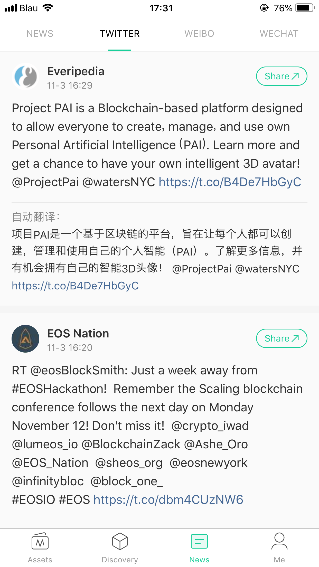 Blau 17:31 76%
NEWS TWITTER WEIBO WECHAT
Everipedia
11-3 16:29
Share↗
Project PAI is a Blockchain-based platform designed
to allow everyone to create, manage, and use own
Personal Artificial Intelligence (PAI). Learn more and
get a chance to have your own intelligent 3D avatar!
@ProjectPai @watersNYC https://t.co/B4De7HbGyC
自动翻译：
项目PAI是一个基于区块链的平台，旨在让每个人都可以创
建，管理和使用自己的个人智能（PAI）。了解更多信息，并
有机会拥有自己的智能3D头像！ @ProjectPai @watersNYC
https://t.co/B4De7HbGyC
EOS Nation
11-3 16:20
Share↗
RT @eosBlockSmith: Just a week away from
#EOSHackathon! Remember the Scaling blockchain
conference follows the next day on Monday
November 12! Don't miss it! @crypto_iwad
@lumeos_io @BlockchainZack @Ashe_Oro
@EOS_Nation @sheos_org @eosnewyork
@infinitybloc @block_one_
#EOSIO #EOS https://t.co/dbm4CUzNW6
Assets Discovery News Me